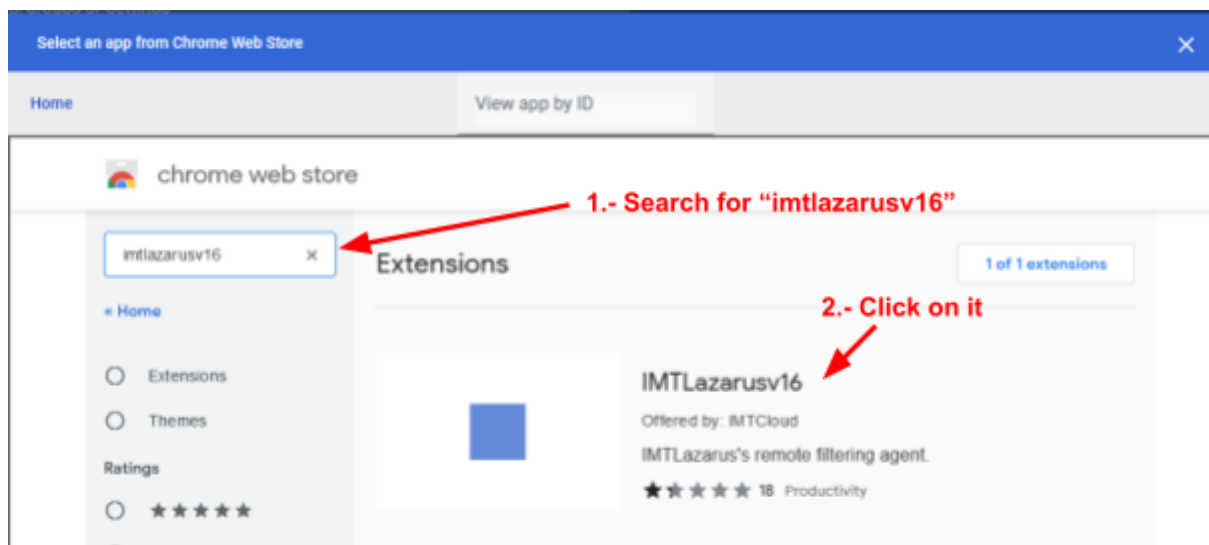 Select an app from Chrome Web Store
Home
View app by ID
chrome web store
1.- Search for “imtlazarusv16”
imtlazarusv16
Extensions
1 of 1 extensions
« Home
2.- Click on it
Extensions
IMTLazarusv16
Offered by: IMTCloud
Themes
IMTLazarus's remote filtering agent.
Ratings
18 Productivity